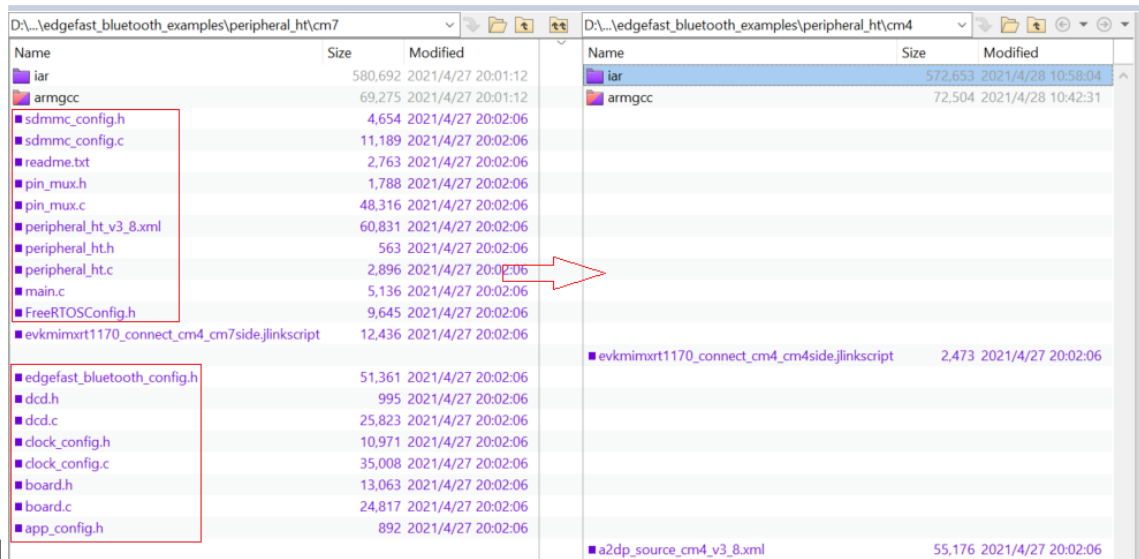 D:\...\edgefast_bluetooth_examples\peripheral_ht\cm7 D:\...\edgefast_bluetooth_examples\peripheral_ht\cm4
Name Size Modified Name Size Modified
iar 580,692 2021/4/27 20:01:12 iar 572,653 2021/4/28 10:58:04
armgcc 69,275 2021/4/27 20:01:12 armgcc 72,504 2021/4/28 10:42:31
sdmmc_config.h 4,654 2021/4/27 20:02:06
sdmmc_config.c 11,189 2021/4/27 20:02:06
readme.txt 2,763 2021/4/27 20:02:06
pin_mux.h 1,788 2021/4/27 20:02:06
pin_mux.c 48,316 2021/4/27 20:02:06
peripheral_ht_v3_8.xml 60,831 2021/4/27 20:02:06
peripheral_ht.h 563 2021/4/27 20:02:06
peripheral_ht.c 2,896 2021/4/27 20:02:06
main.c 5,136 2021/4/27 20:02:06
FreeRTOSConfig.h 9,645 2021/4/27 20:02:06
evkmimxrt1170_connect_cm4_cm7side.jlinkscript 12,436 2021/4/27 20:02:06
evkmimxrt1170_connect_cm4_cm4side.jlinkscript 2,473 2021/4/27 20:02:06
edgefast_bluetooth_config.h 51,361 2021/4/27 20:02:06
dcd.h 995 2021/4/27 20:02:06
dcd.c 25,823 2021/4/27 20:02:06
clock_config.h 10,971 2021/4/27 20:02:06
clock_config.c 35,008 2021/4/27 20:02:06
board.h 13,063 2021/4/27 20:02:06
board.c 24,817 2021/4/27 20:02:06
app_config.h 892 2021/4/27 20:02:06
a2dp_source_cm4_v3_8.xml 55,176 2021/4/27 20:02:06